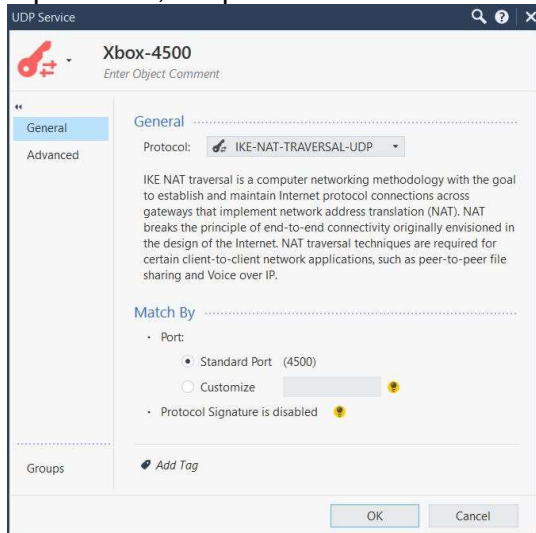 UDP Service
Xbox-4500
Enter Object Comment
General
Advanced
General
Protocol: IKE-NAT-TRAVERSAL-UDP
IKE NAT traversal is a computer networking methodology with the goal
to establish and maintain Internet protocol connections across
gateways that implement network address translation (NAT). NAT
breaks the principle of end-to-end connectivity originally envisioned in
the design of the Internet. NAT traversal techniques are required for
certain client-to-client network applications, such as peer-to-peer file
sharing and Voice over IP.
Match By
• Port:
Standard Port (4500)
Customize
• Protocol Signature is disabled
Groups
Add Tag
OK Cancel